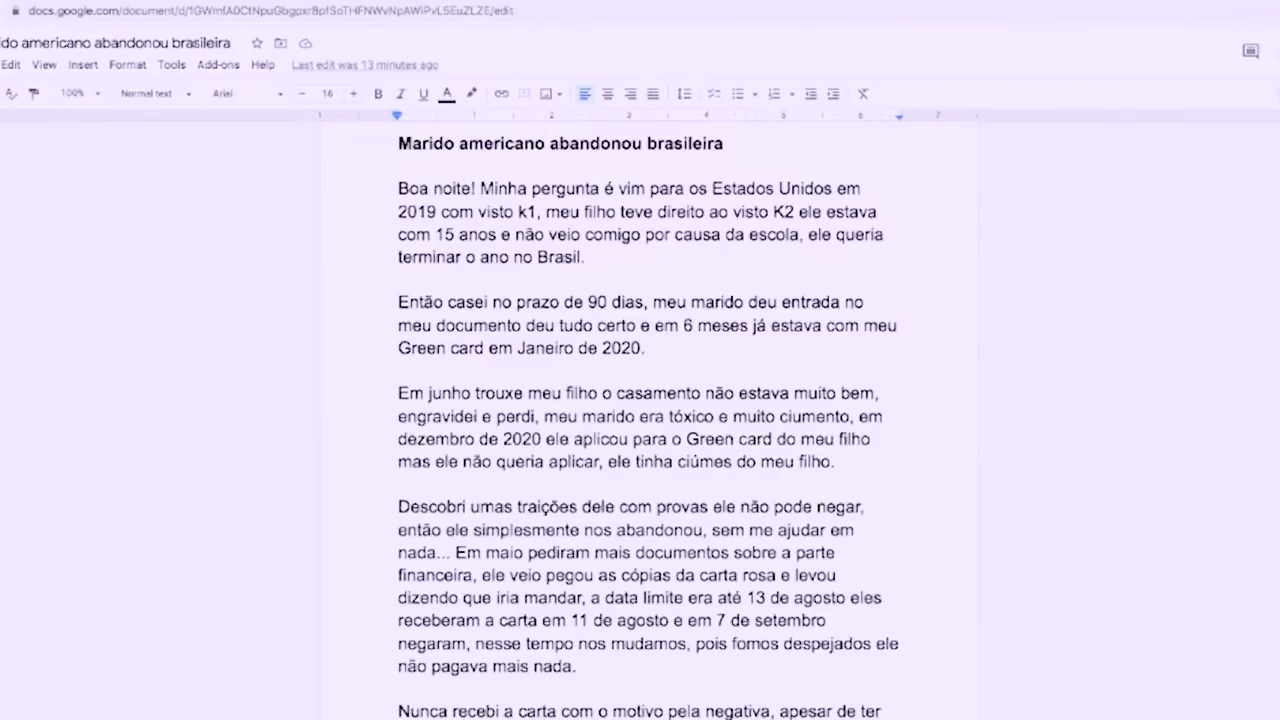 do americano abandonou brasileira
Edit View Insert Format Tools Add-ons Help Last edit was 13 minutes ago
100% Normal text Arial 16
1 1 2 3 4 5 6 7
Marido americano abandonou brasileira
Boa noite! Minha pergunta é vim para os Estados Unidos em
2019 com visto k1, meu filho teve direito ao visto K2 ele estava
com 15 anos e não veio comigo por causa da escola, ele queria
terminar o ano no Brasil.
Então casei no prazo de 90 dias, meu marido deu entrada no
meu documento deu tudo certo e em 6 meses já estava com meu
Green card em Janeiro de 2020.
Em junho trouxe meu filho o casamento não estava muito bem,
engravidei e perdi, meu marido era tóxico e muito ciumento, em
dezembro de 2020 ele aplicou para o Green card do meu filho
mas ele não queria aplicar, ele tinha ciúmes do meu filho.
Descobri umas traições dele com provas ele não pode negar,
então ele simplesmente nos abandonou, sem me ajudar em
nada... Em maio pediram mais documentos sobre a parte
financeira, ele veio pegou as cópias da carta rosa e levou
dizendo que iria mandar, a data limite era até 13 de agosto eles
receberam a carta em 11 de agosto e em 7 de setembro
negaram, nesse tempo nos mudamos, pois fomos despejados ele
não pagava mais nada.
Nunca recebi a carta com o motivo pela negativa, apesar de ter